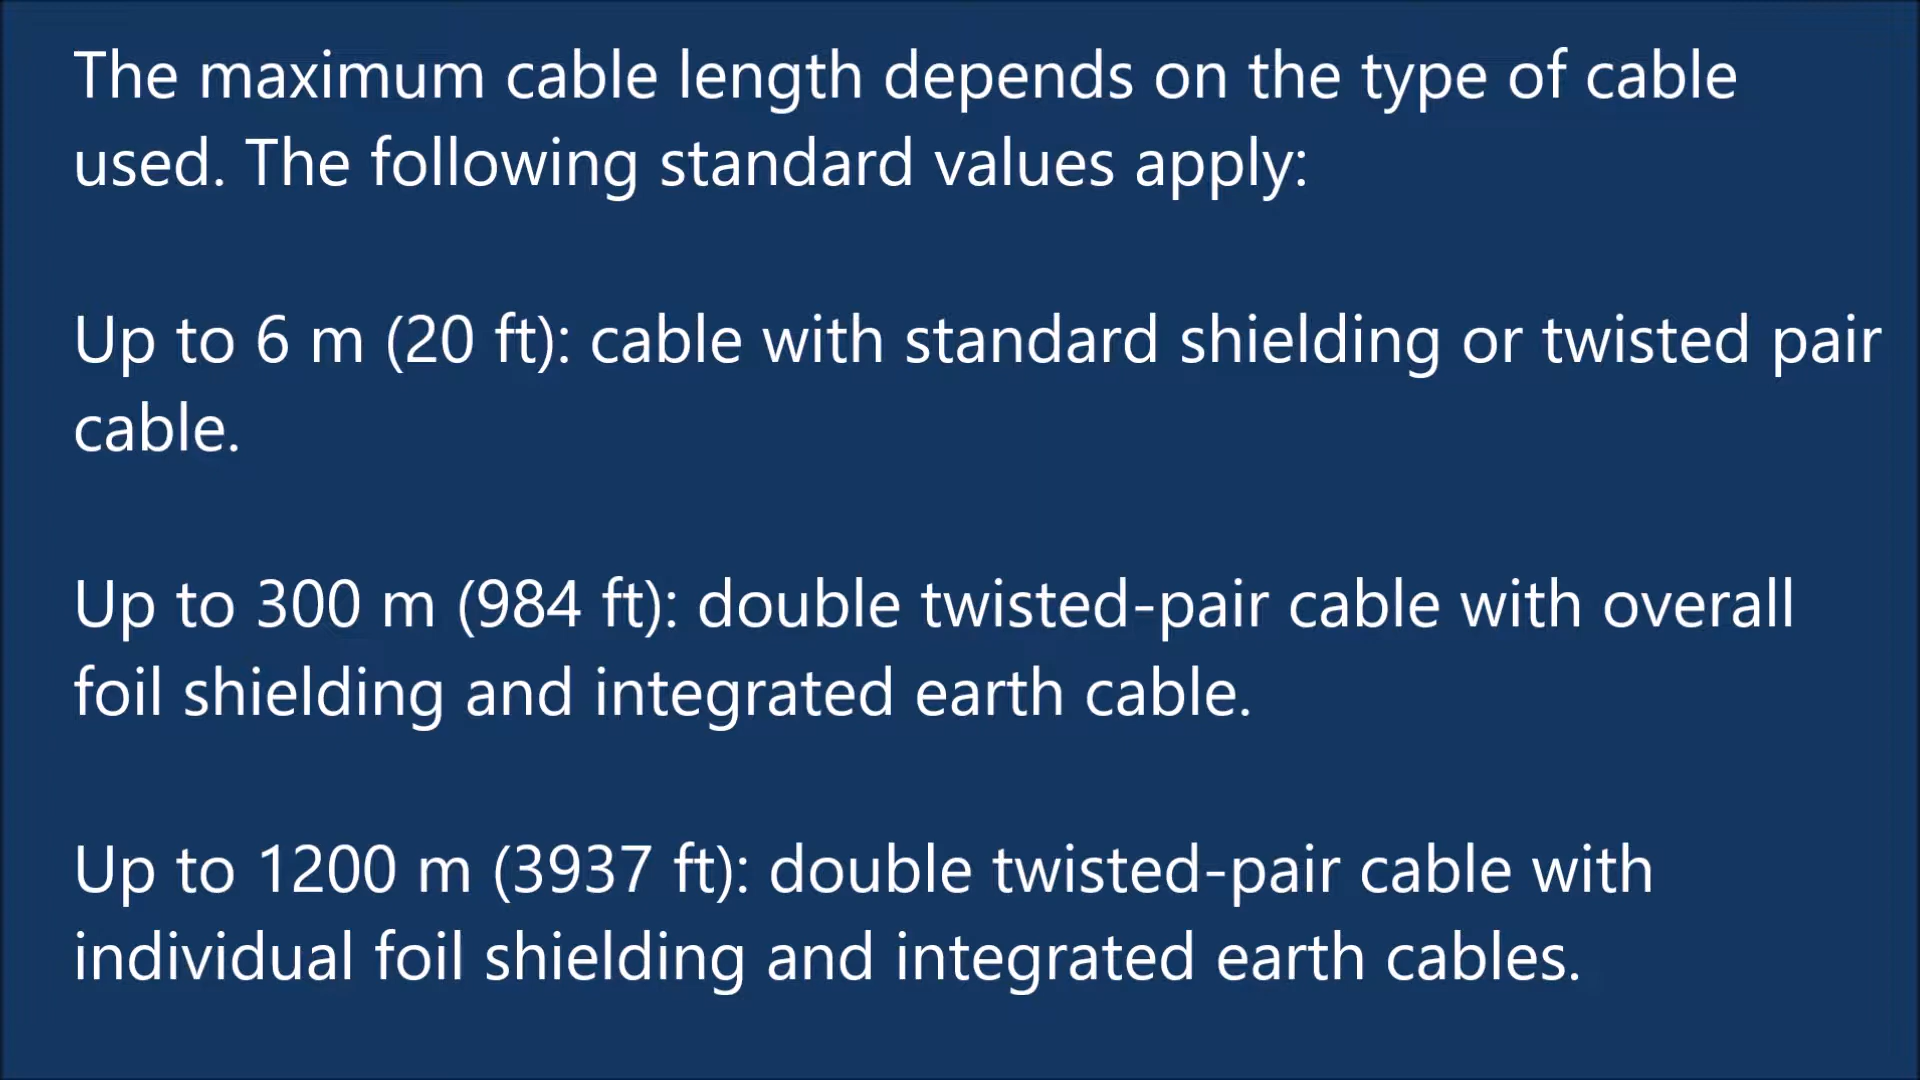 The maximum cable length depends on the type of cable
used. The following standard values apply:
Up to 6 m (20 ft): cable with standard shielding or twisted pair
cable.
Up to 300 m (984 ft): double twisted-pair cable with overall
foil shielding and integrated earth cable.
Up to 1200 m (3937 ft): double twisted-pair cable with
individual foil shielding and integrated earth cables.